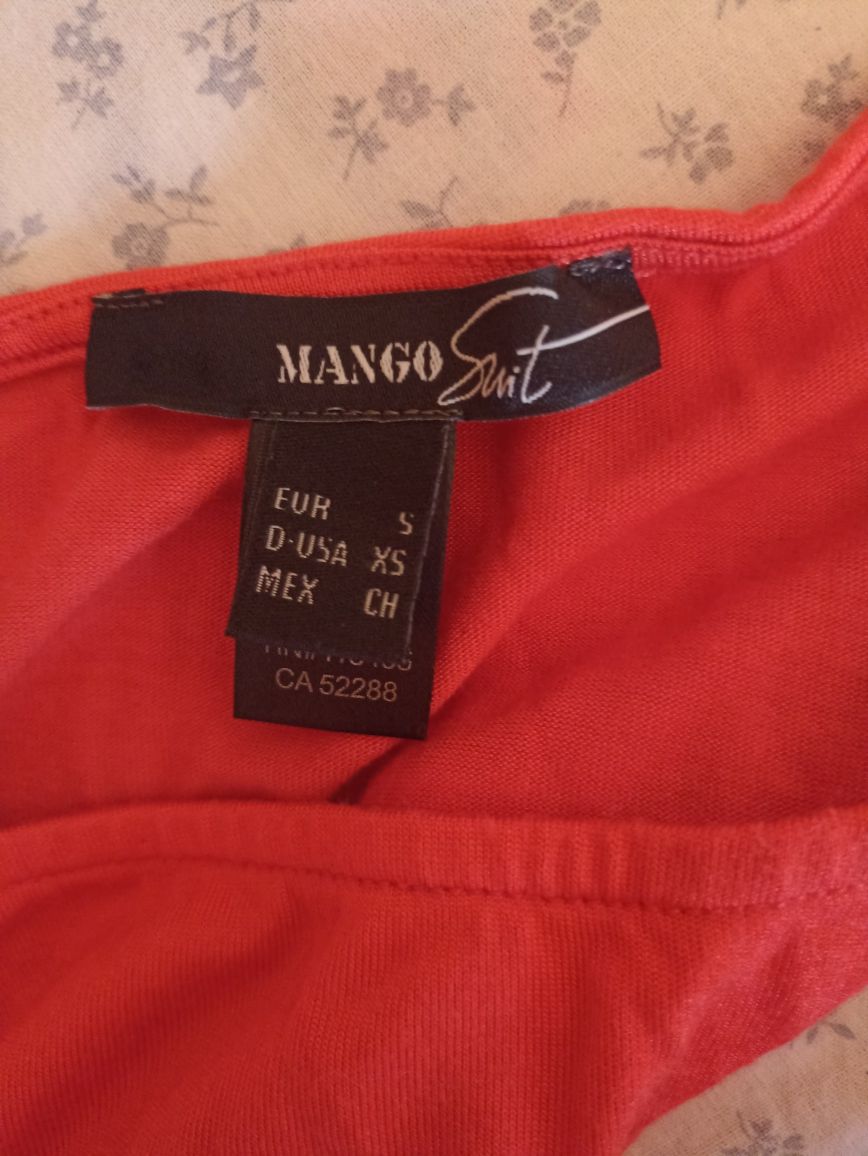 MANGO Suit
EUR S
D·USA XS
MEX CH
CA 52288